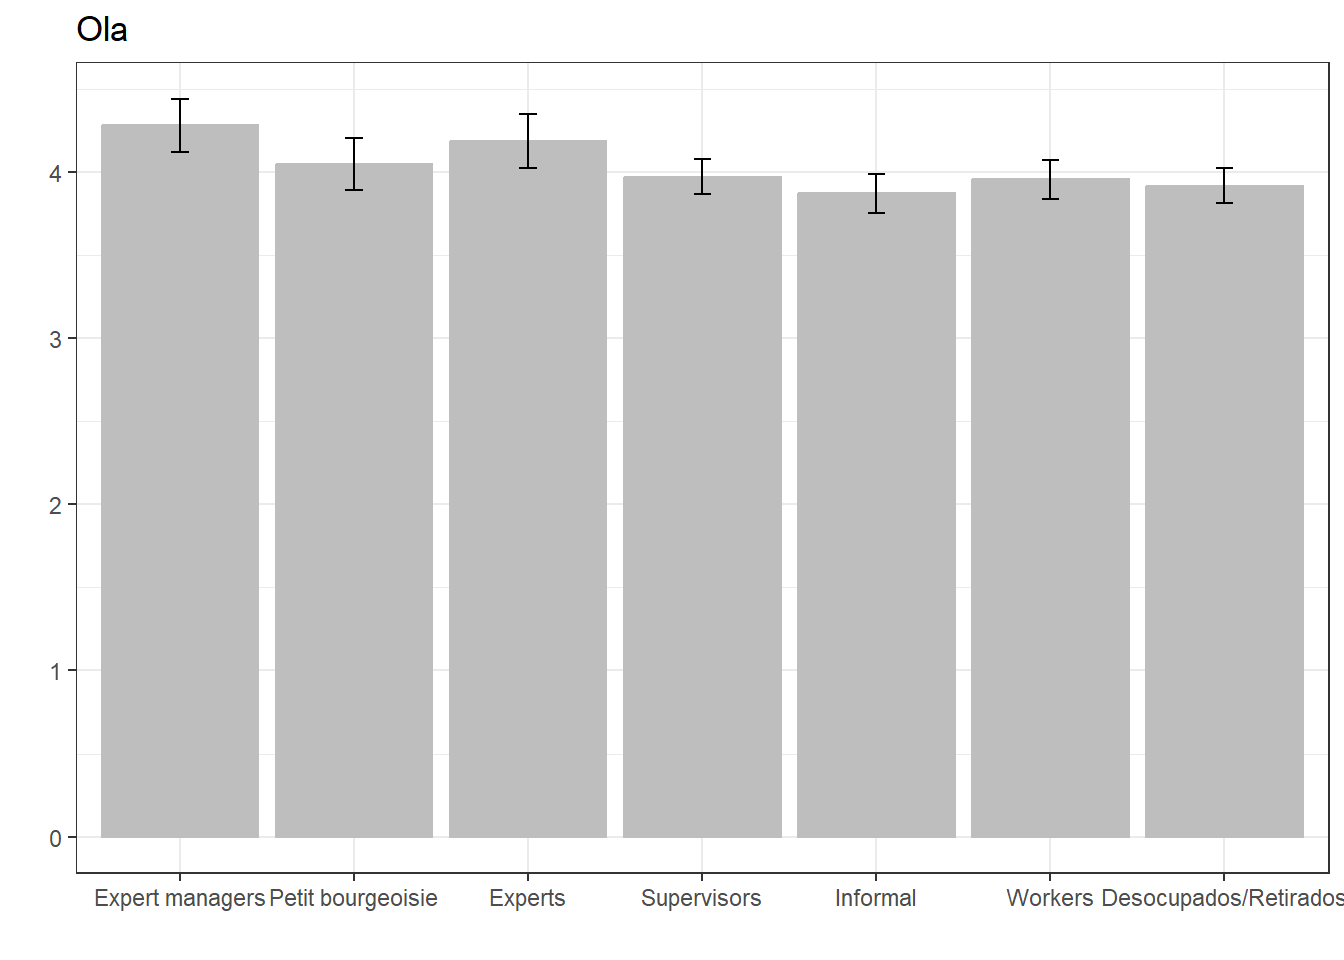 Ola
4
3
2
1
0
Expert managers Petit bourgeoisie Experts Supervisors Informal Workers Desocupados/Retirados